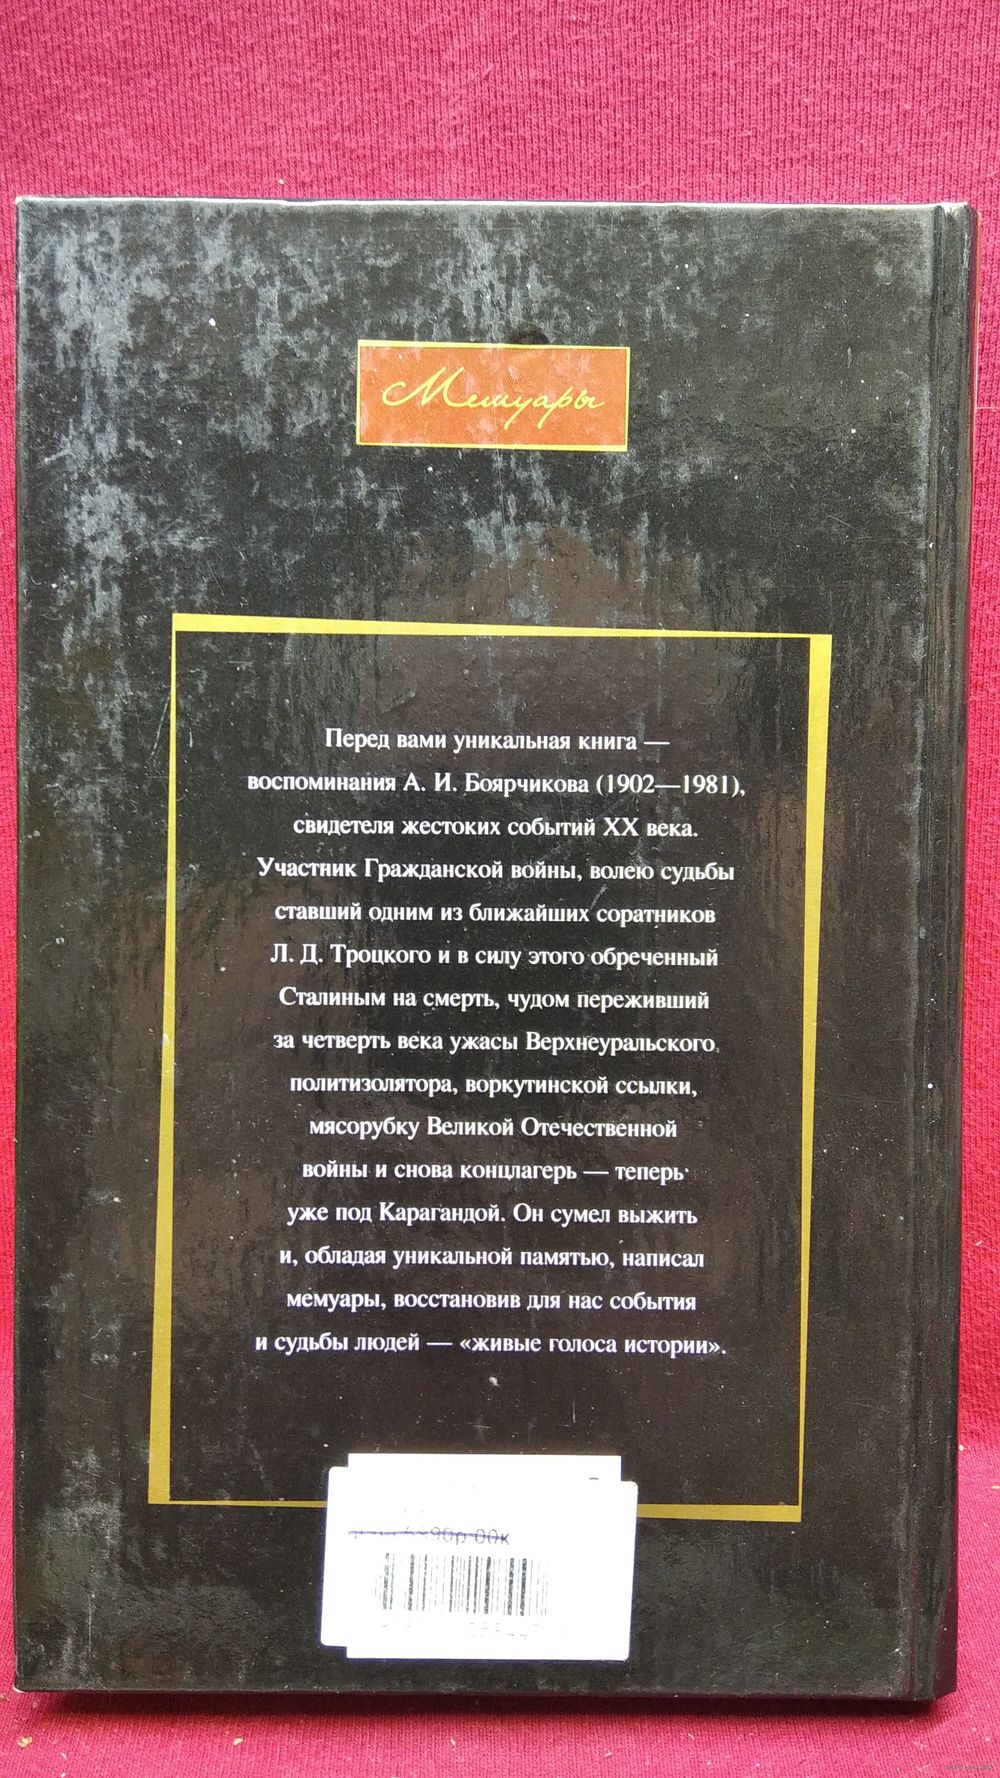 Мемуары
Перед вами уникальная книга —
воспоминания А. И. Боярчикова (1902—1981),
свидетеля жестоких событий XX века.
Участник Гражданской войны, волею судьбы
ставший одним из ближайших соратников
Л. Д. Троцкого и в силу этого обреченный
Сталиным на смерть, чудом переживший
за четверть века ужасы Верхнеуральского
политизолятора, воркутинской ссылки,
мясорубку Великой Отечественной
войны и снова концлагерь — теперь
уже под Карагандой. Он сумел выжить
и, обладая уникальной памятью, написал
мемуары, восстановив для нас события
и судьбы людей — «живые голоса истории».